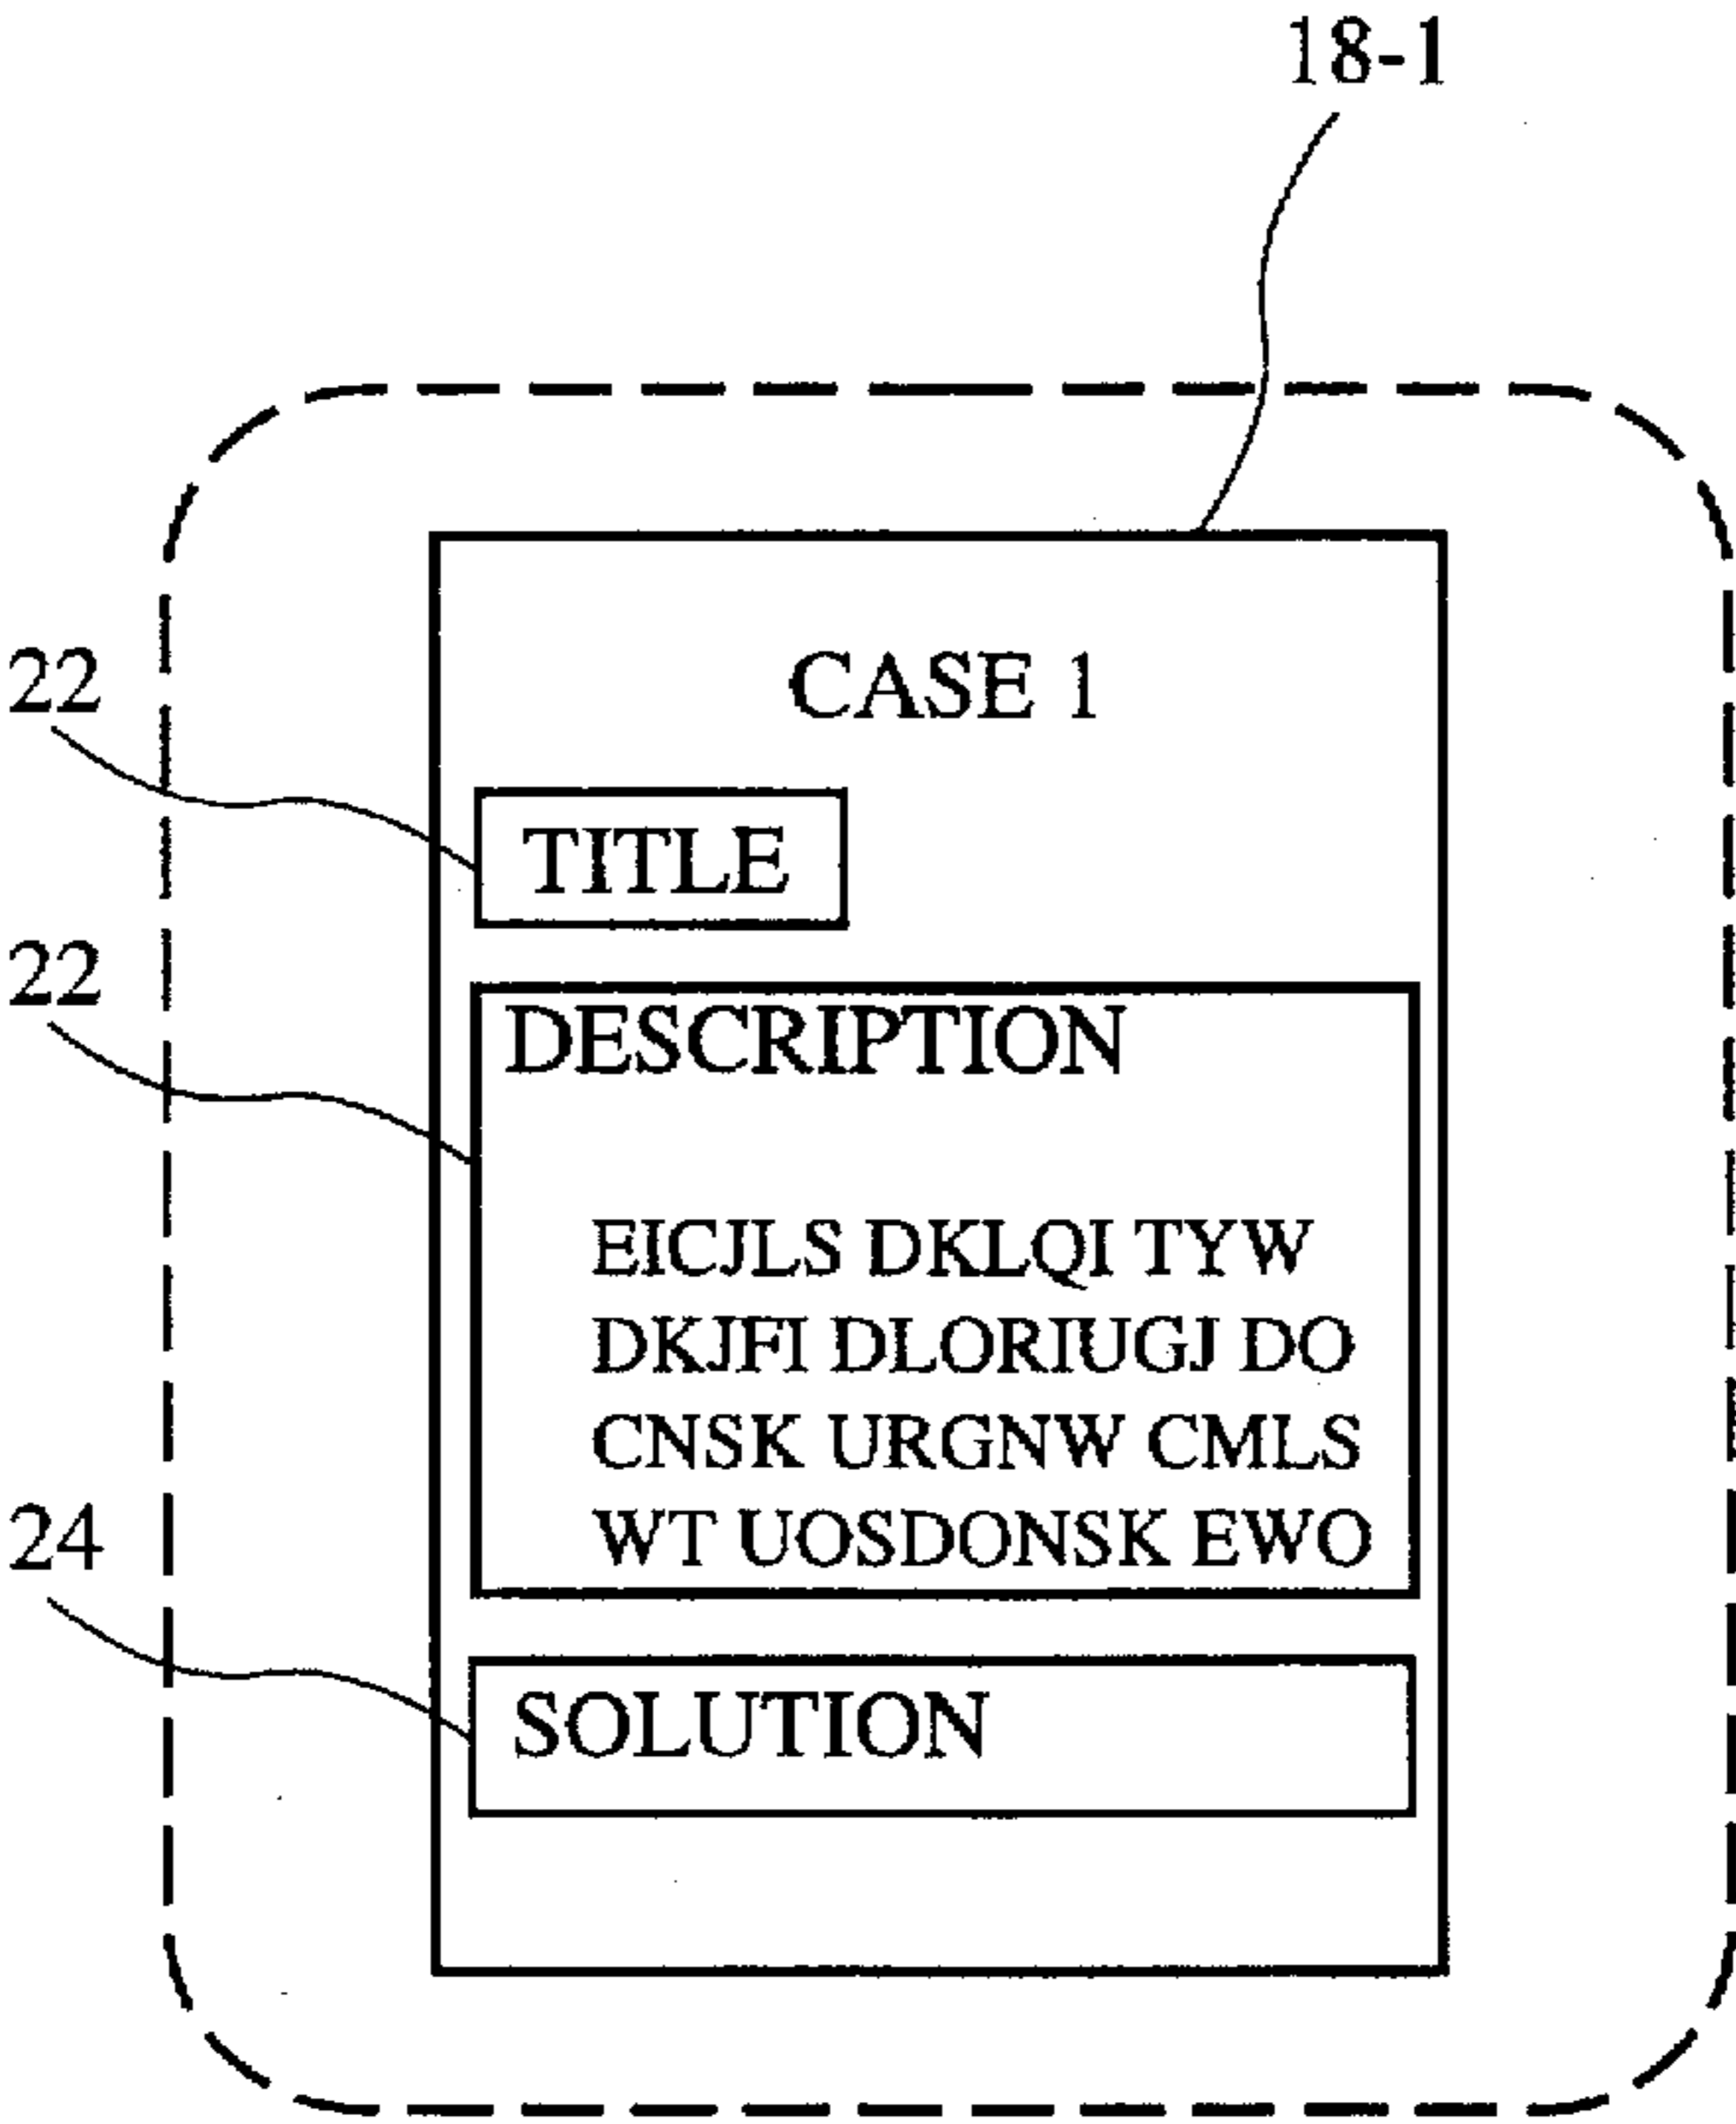 18-1
CASE 1
22
TITLE
22
DESCRIPTION
EICJLS DKLQI TYW
DKJFI DLORIUGJ DO
CNSK URGNW CMLS
WT UOSDONSK EWO
24
SOLUTION